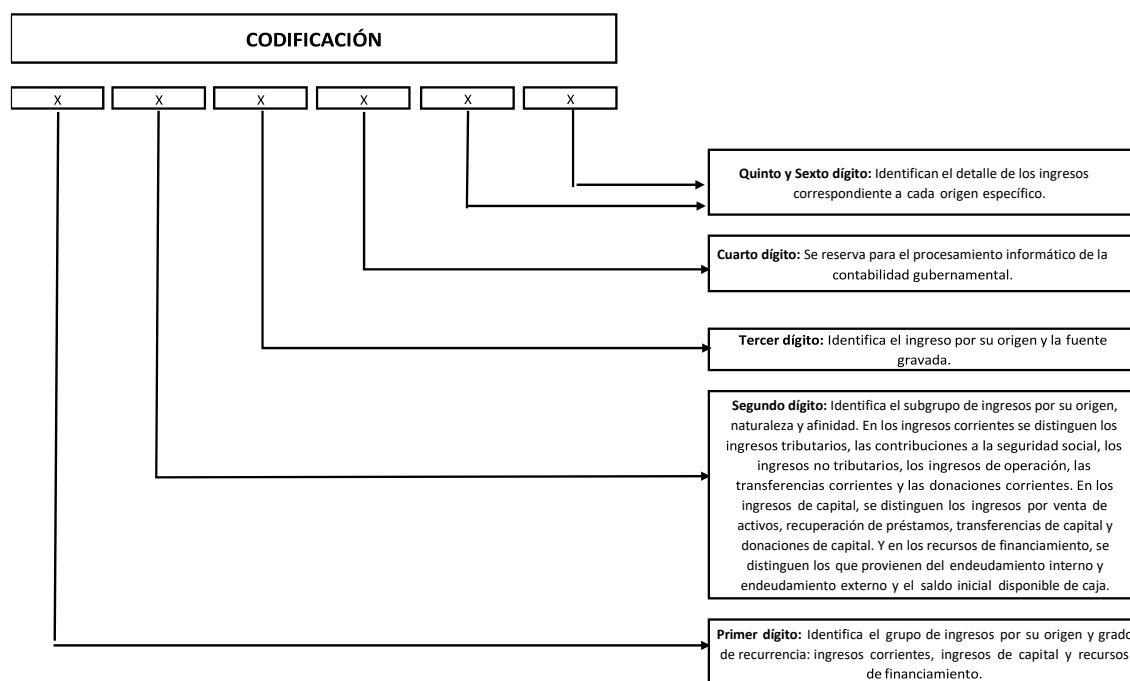 CODIFICACIÓN
X X X X X X
Quinto y Sexto dígito: Identifican el detalle de los ingresos
correspondiente a cada origen específico.
Cuarto dígito: Se reserva para el procesamiento informático de la
contabilidad gubernamental.
Tercer dígito: Identifica el ingreso por su origen y la fuente
gravada.
Segundo dígito: Identifica el subgrupo de ingresos por su origen,
naturaleza y afinidad. En los ingresos corrientes se distinguen los
ingresos tributarios, las contribuciones a la seguridad social, los
ingresos no tributarios, los ingresos de operación, las
transferencias corrientes y las donaciones corrientes. En los
ingresos de capital, se distinguen los ingresos por venta de
activos, recuperación de préstamos, transferencias de capital y
donaciones de capital. Y en los recursos de financiamiento, se
distinguen los que provienen del endeudamiento interno y
endeudamiento externo y el saldo inicial disponible de caja.
Primer dígito: Identifica el grupo de ingresos por su origen y grado
de recurrencia: ingresos corrientes, ingresos de capital y recursos
de financiamiento.